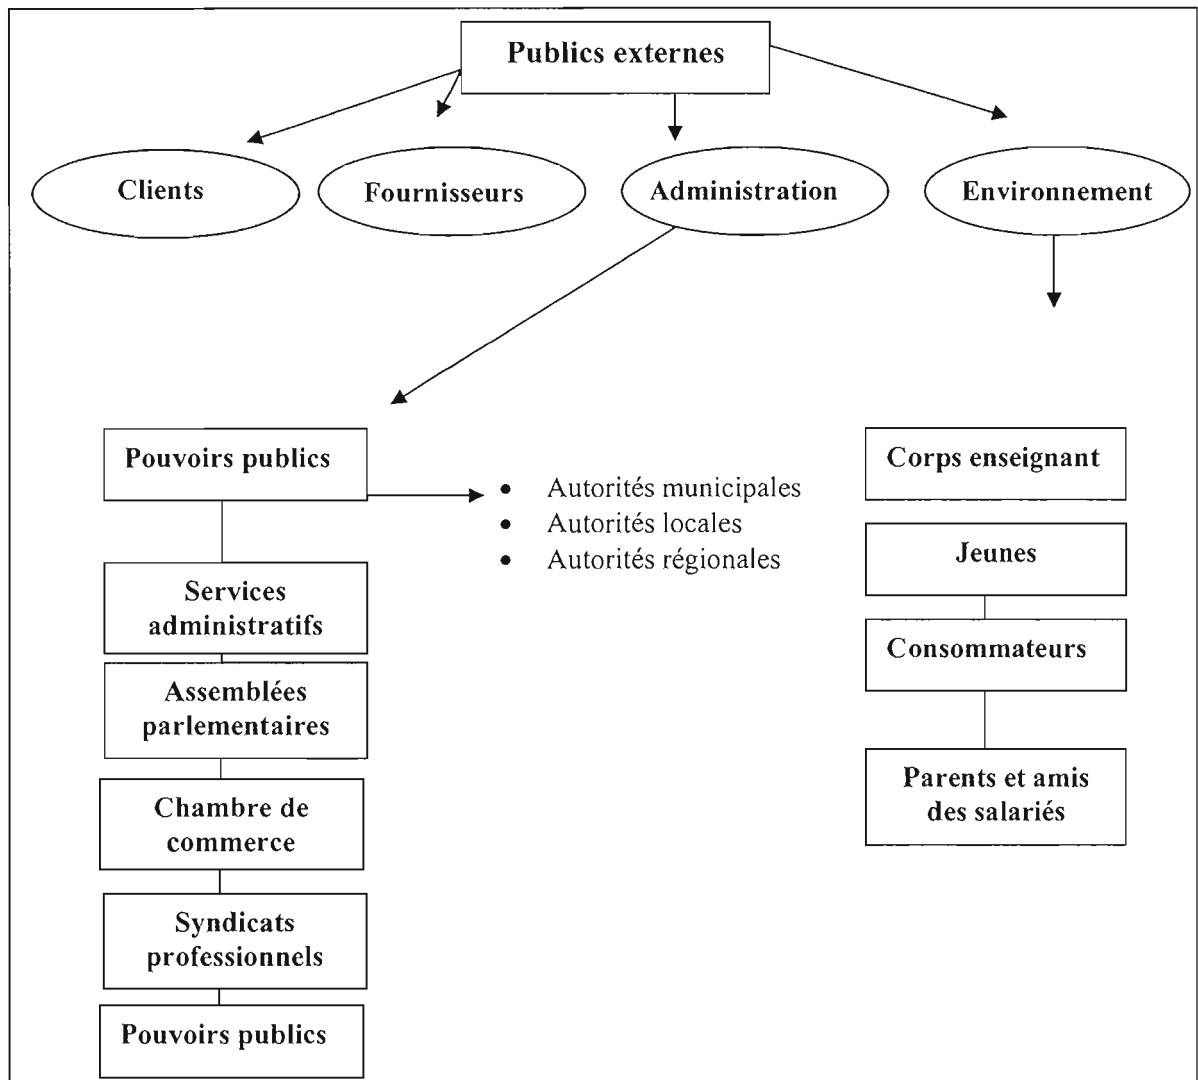 Publics externes
Clients
Fournisseurs
Administration
Environnement
Pouvoirs publics
• Autorités municipales
• Autorités locales
• Autorités régionales
Services
administratifs
Assemblées
parlementaires
Chambre de
commerce
Syndicats
professionnels
Pouvoirs publics
Corps enseignant
Jeunes
Consommateurs
Parents et amis
des salariés